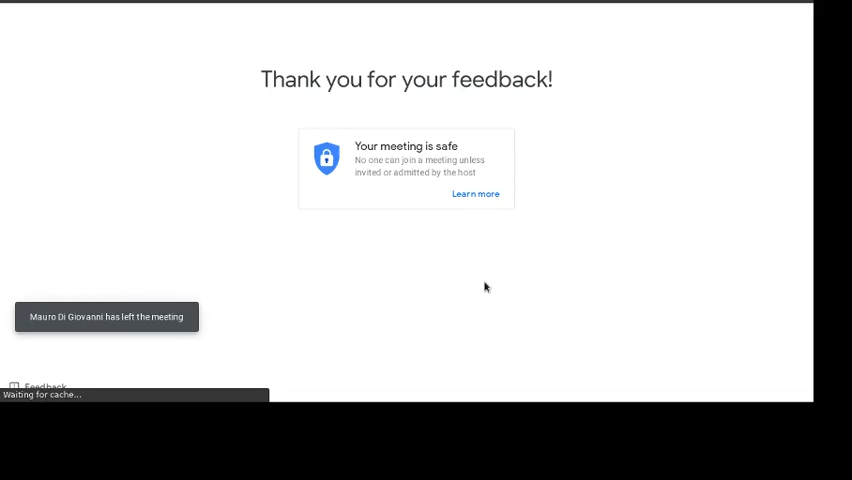 Thank you for your feedback!
Your meeting is safe
No one can join a meeting unless
invited or admitted by the host
Learn more
Mauro Di Giovanni has left the meeting
Feedback
Waiting for cache...